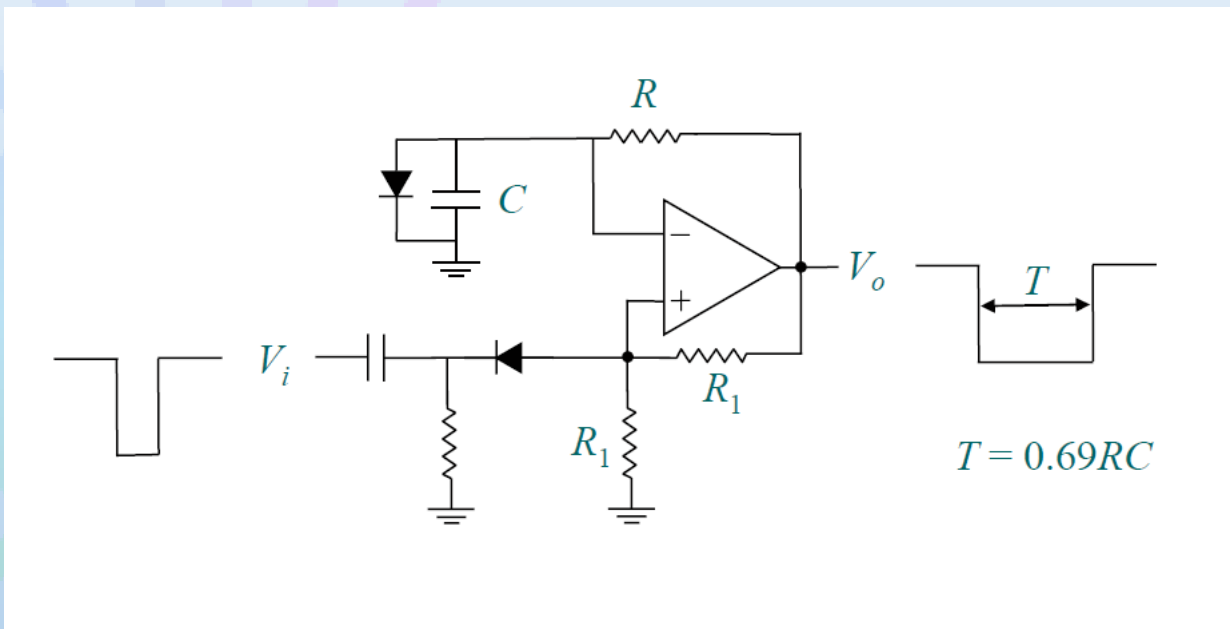 R
C
−
+
V_o
T
V_i
R_1
R_1
T = 0.69RC